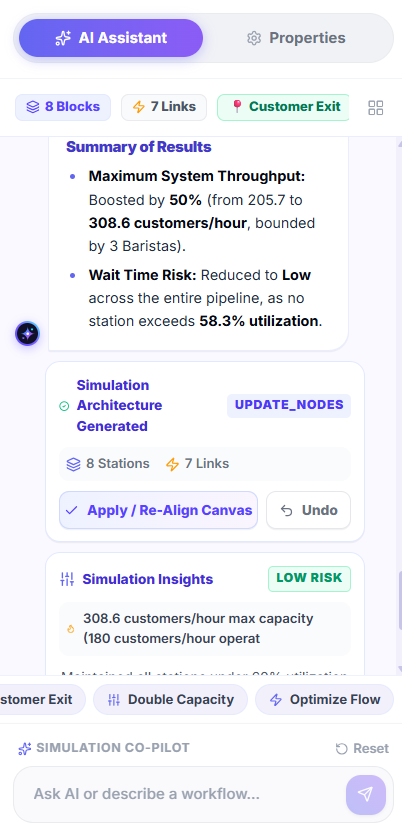 AI Assistant
Properties
8 Blocks
7 Links
Customer Exit
Summary of Results
Maximum System Throughput:
Boosted by 50% (from 205.7 to
308.6 customers/hour, bounded
by 3 Baristas).
Wait Time Risk: Reduced to Low
across the entire pipeline, as no
station exceeds 58.3% utilization.
Simulation
Architecture
Generated
UPDATE_NODES
8 Stations
7 Links
Apply / Re-Align Canvas
Undo
Simulation Insights
LOW RISK
308.6 customers/hour max capacity
(180 customers/hour operat
Maintained all stations under 60% utilization
stomer Exit
Double Capacity
Optimize Flow
SIMULATION CO-PILOT
Reset
Ask AI or describe a workflow...